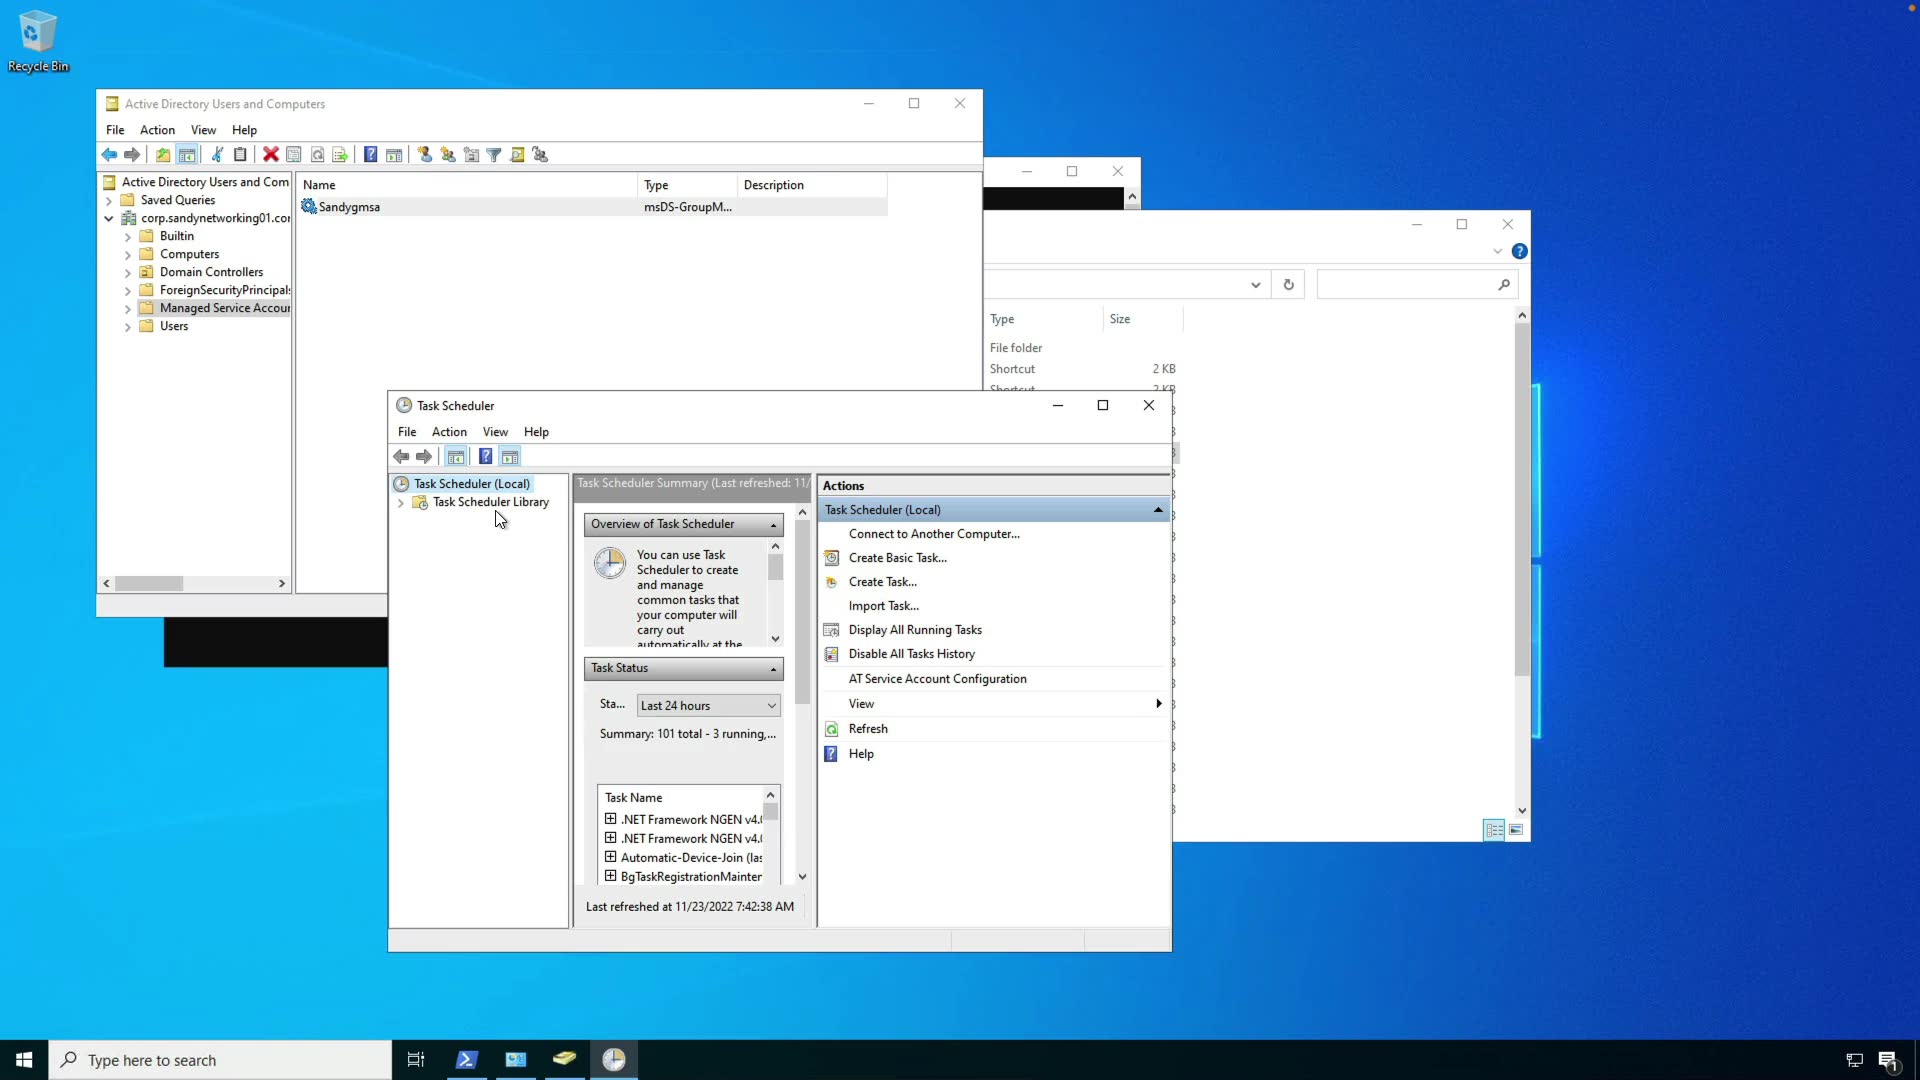 Recycle Bin
Active Directory Users and Computers
File Action View Help
Active Directory Users and Com
Saved Queries
corp.sandynetworking01.cor
Builtin
Computers
Domain Controllers
ForeignSecurityPrincipals
Managed Service Accoun
Users
Name Type Description
Sandygmsa msDS-GroupM...
Type Size
File folder
Shortcut 2 KB
Shortcut 2 KB
Task Scheduler
File Action View Help
Task Scheduler (Local)
Task Scheduler Library
Task Scheduler Summary (Last refreshed: 11/
Overview of Task Scheduler
You can use Task
Scheduler to create
and manage
common tasks that
your computer will
carry out
automatically at the
Task Status
Sta... Last 24 hours
Summary: 101 total - 3 running,...
Task Name
.NET Framework NGEN v4.0
.NET Framework NGEN v4.0
Automatic-Device-Join (las
BgTaskRegistrationMainten
Last refreshed at 11/23/2022 7:42:38 AM
Actions
Task Scheduler (Local)
Connect to Another Computer...
Create Basic Task...
Create Task...
Import Task...
Display All Running Tasks
Disable All Tasks History
AT Service Account Configuration
View
Refresh
Help
Type here to search
1